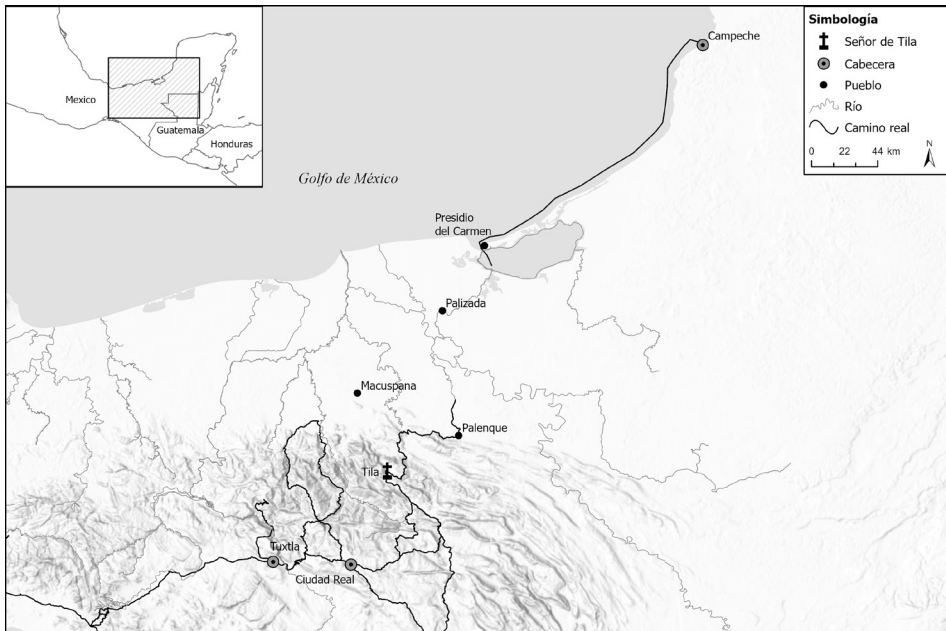 Mexico
Guatemala
Honduras
Golfo de México
Campeche
Simbología
Señor de Tila
Cabecera
Pueblo
Río
Camino real
0 22 44 km
N
Presidio
del Carmen
Palizada
Macuspana
Palenque
Tila
Tuxtla
Ciudad Real